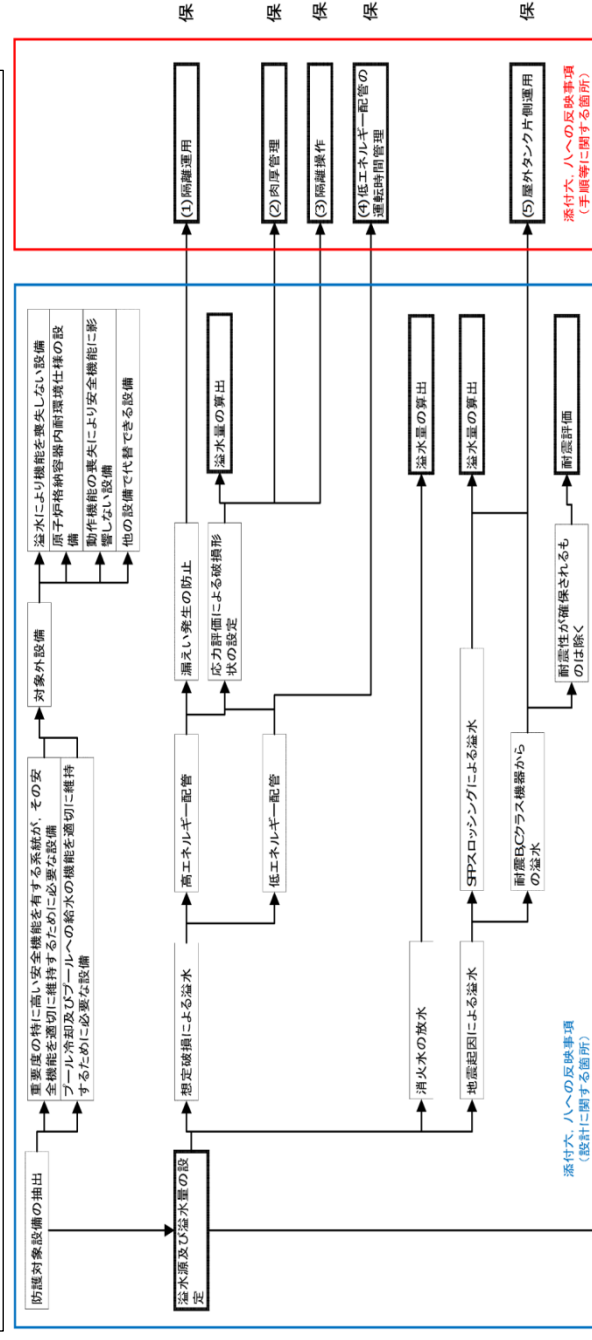 防護対象設備の抽出
重要度の特に高い安全機能を有する系統が、その安
全機能を適切に維持するために必要な設備
プール冷却及びプールへの給水の機能を適切に維持
するために必要な設備
対象外設備
溢水により機能を喪失しない設備
原子炉格納容器内耐環境仕様の設
備
動作機能の喪失により安全機能に影
響しない設備
他の設備で代替できる設備
溢水源及び溢水量の設
定
想定破損による溢水
高エネルギー配管
漏えい発生の防止
(1)隔離運用
保
応力評価による破損形
状の設定
溢水量の算出
(2)肉厚管理
保
(3)隔離操作
保
低エネルギー配管
(4)低エネルギー配管の
運転時間管理
保
消火水の放水
溢水量の算出
地震起因による溢水
SFPスロッシングによる溢水
溢水量の算出
耐震B,Cクラス機器から
の溢水
(5)屋外タンク片側運用
保
耐震性が確保されるも
のは除く
耐震評価
添付六、八への反映事項
（設計に関する箇所）
添付六、八への反映事項
（手順等に関する箇所）